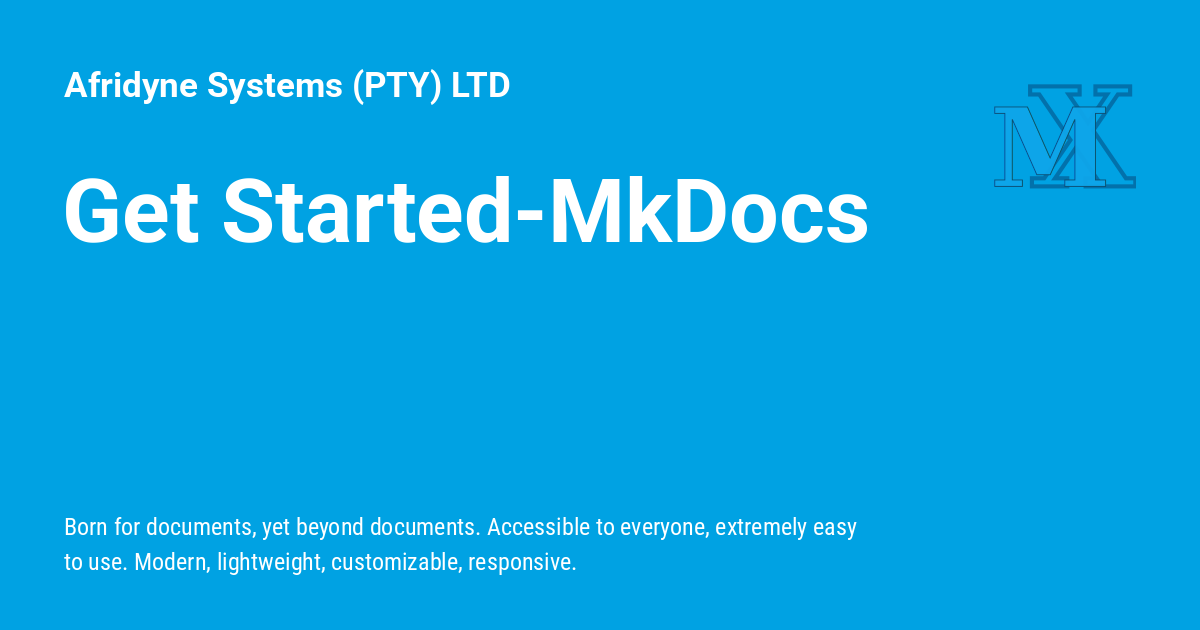 Afridyne Systems (PTY) LTD
MX
Get Started-MkDocs
Born for documents, yet beyond documents. Accessible to everyone, extremely easy
to use. Modern, lightweight, customizable, responsive.